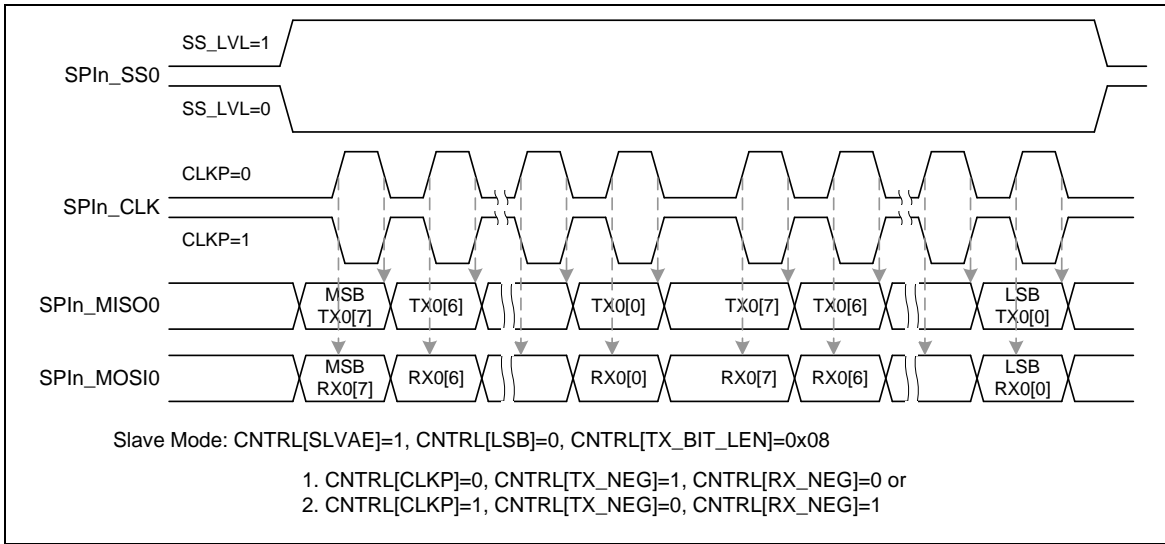 SS_LVL=1
SPIn_SS0
SS_LVL=0
CLKP=0
SPIn_CLK
CLKP=1
SPIn_MISO0
MSB
TX0[7]
TX0[6]
TX0[0]
TX0[7]
TX0[6]
LSB
TX0[0]
SPIn_MOSI0
MSB
RX0[7]
RX0[6]
RX0[0]
RX0[7]
RX0[6]
LSB
RX0[0]
Slave Mode: CNTRL[SLVAE]=1, CNTRL[LSB]=0, CNTRL[TX_BIT_LEN]=0x08
1. CNTRL[CLKP]=0, CNTRL[TX_NEG]=1, CNTRL[RX_NEG]=0 or
2. CNTRL[CLKP]=1, CNTRL[TX_NEG]=0, CNTRL[RX_NEG]=1